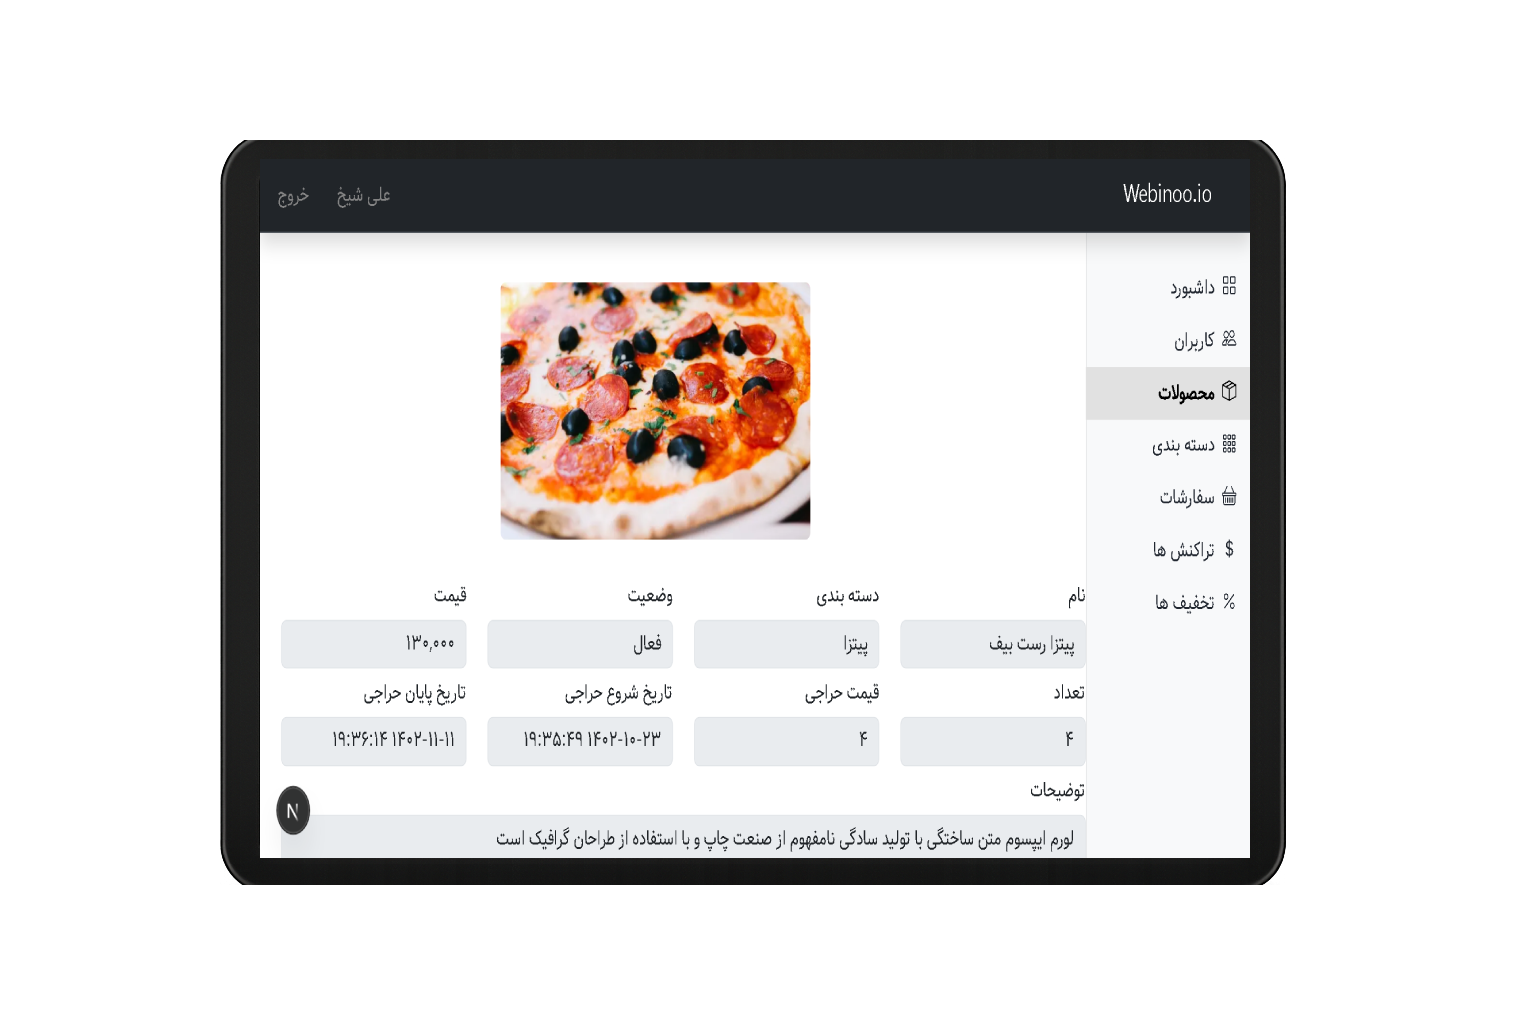 Webinoo.io
علی شیخ
خروج
داشبورد
کاربران
محصولات
دسته بندی
سفارشات
تراکنش ها
تخفیف ها
نام
دسته بندی
وضعیت
قیمت
پیتزا رست بیف
پیتزا
فعال
۱۳۰,۰۰۰
تعداد
قیمت حراجی
تاریخ شروع حراجی
تاریخ پایان حراجی
۴
۴
۱۹:۳۵:۴۹ ۱۴۰۲-۱۰-۲۳
۱۹:۳۶:۱۴ ۱۴۰۲-۱۱-۱۱
توضیحات
لورم ایپسوم متن ساختگی با تولید سادگی نامفهوم از صنعت چاپ و با استفاده از طراحان گرافیک است
N